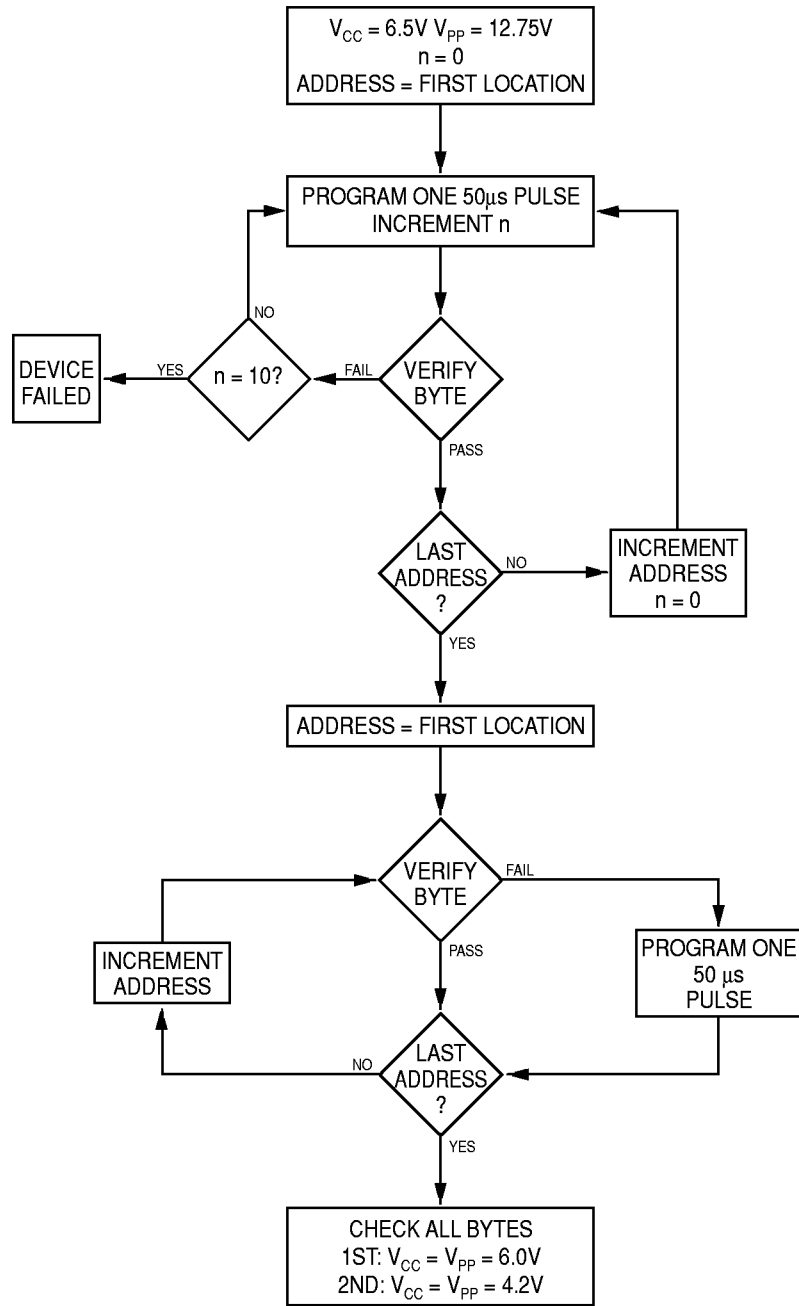 VCC = 6.5V VPP = 12.75V
n = 0
ADDRESS = FIRST LOCATION
PROGRAM ONE 50µs PULSE
INCREMENT n
NO
DEVICE
FAILED
YES
n = 10?
FAIL
VERIFY
BYTE
PASS
LAST
ADDRESS
?
NO
INCREMENT
ADDRESS
n = 0
YES
ADDRESS = FIRST LOCATION
VERIFY
BYTE
FAIL
PASS
INCREMENT
ADDRESS
PROGRAM ONE
50 µs
PULSE
NO
LAST
ADDRESS
?
YES
CHECK ALL BYTES
1ST: VCC = VPP = 6.0V
2ND: VCC = VPP = 4.2V